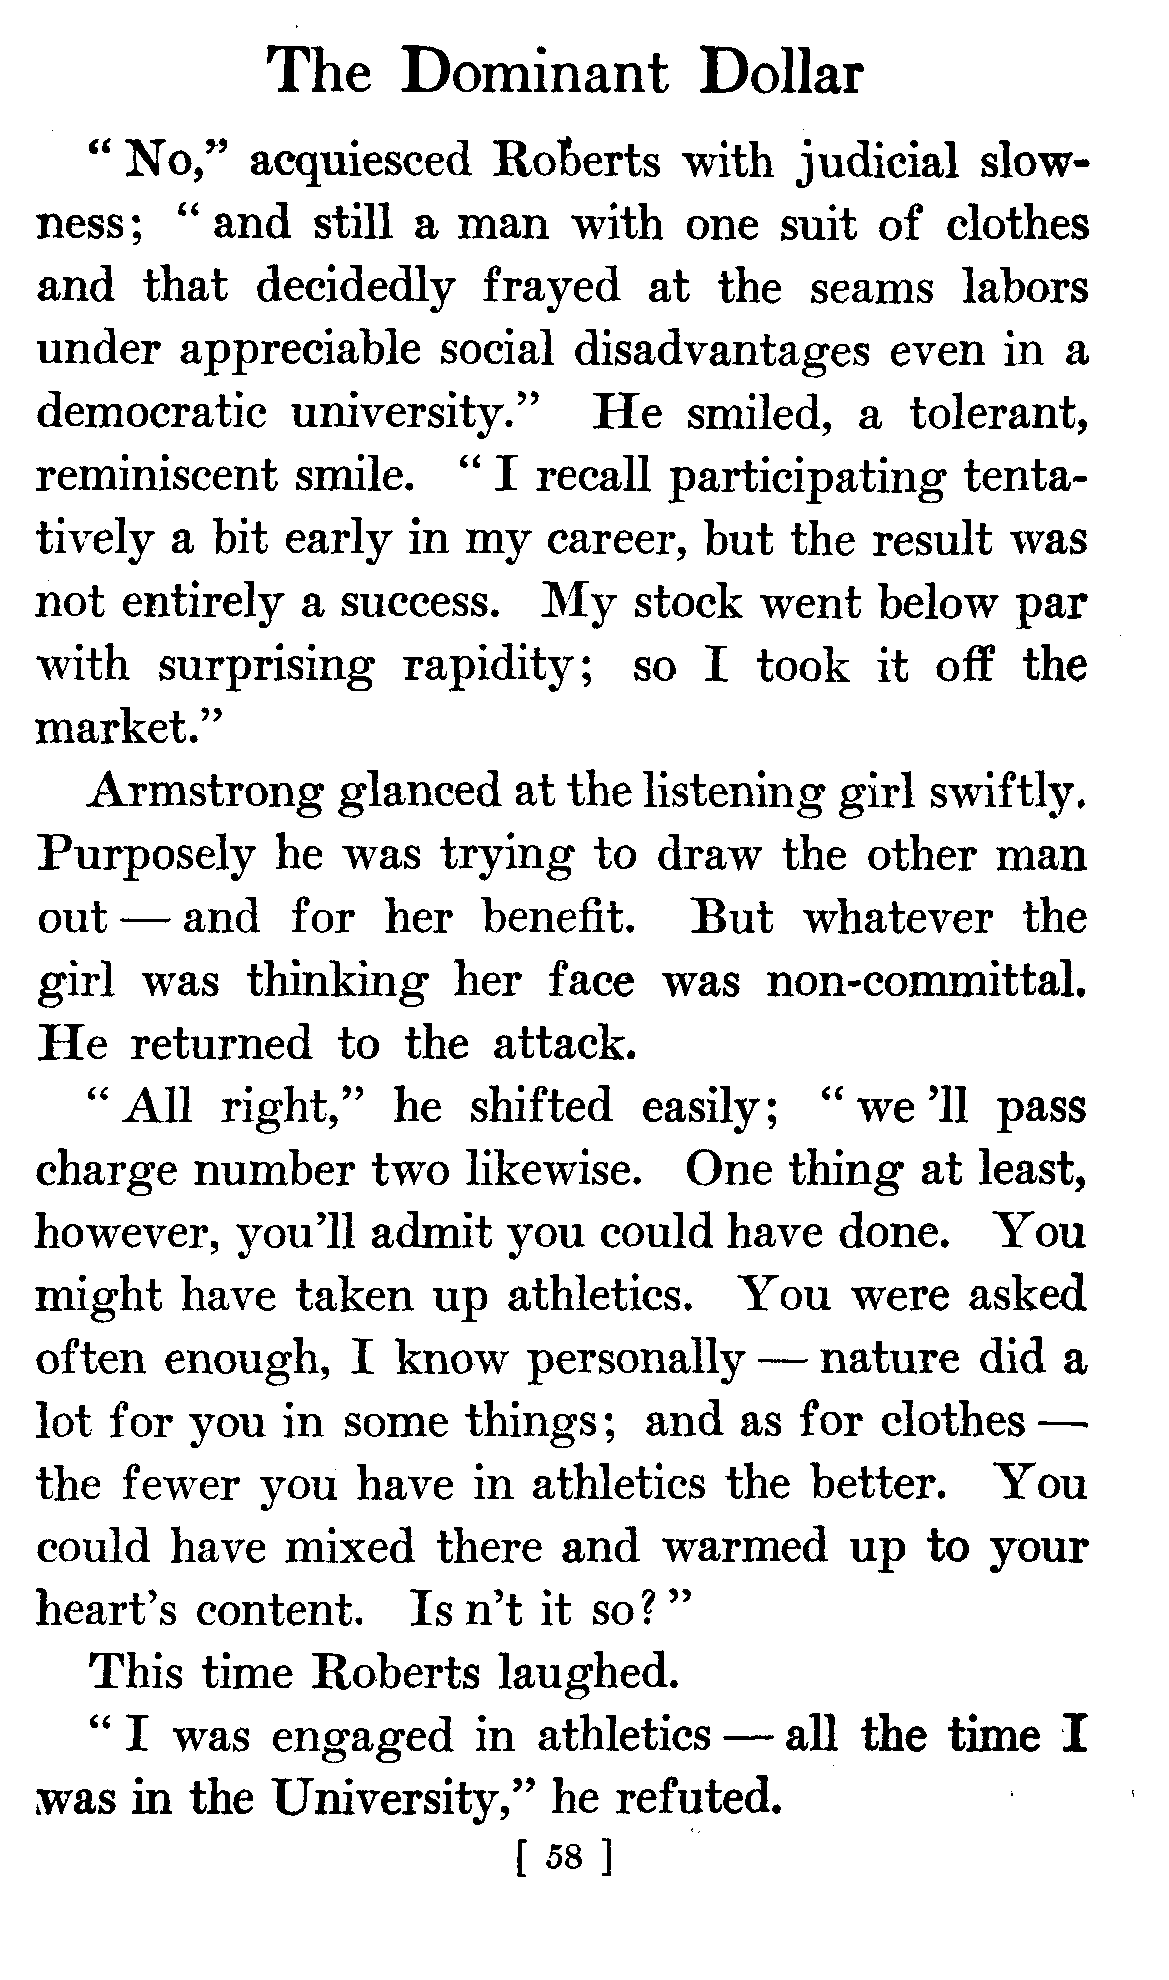 The Dominant Dollar
“ No,” acquiesced Roberts with judicial slow-
ness; “ and still a man with one suit of clothes
and that decidedly frayed at the seams labors
under appreciable social disadvantages even in a
democratic university.” He smiled, a tolerant,
reminiscent smile. “ I recall participating tenta-
tively a bit early in my career, but the result was
not entirely a success. My stock went below par
with surprising rapidity; so I took it off the
market.”
Armstrong glanced at the listening girl swiftly.
Purposely he was trying to draw the other man
out — and for her benefit. But whatever the
girl was thinking her face was non-committal.
He returned to the attack.
“ All right,” he shifted easily; “ we ’ll pass
charge number two likewise. One thing at least,
however, you’ll admit you could have done. You
might have taken up athletics. You were asked
often enough, I know personally — nature did a
lot for you in some things; and as for clothes —
the fewer you have in athletics the better. You
could have mixed there and warmed up to your
heart’s content. Is n’t it so? ”
This time Roberts laughed.
“ I was engaged in athletics — all the time I
was in the University,” he refuted.
[ 58 ]